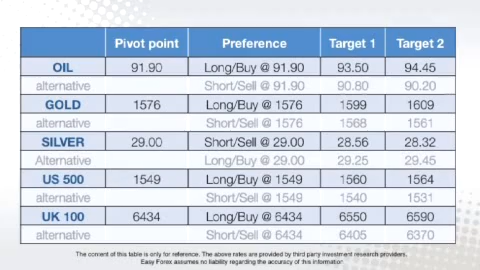 Pivot point Preference Target 1 Target 2
OIL 91.90 Long/Buy @ 91.90 93.50 94.45
alternative Short/Sell @ 91.90 90.80 90.20
GOLD 1576 Long/Buy @ 1576 1599 1609
alternative Short/Sell @ 1576 1568 1561
SILVER 29.00 Short/Sell @ 29.00 28.56 28.32
Alternative Long/Buy @ 29.00 29.25 29.45
US 500 1549 Long/Buy @ 1549 1560 1564
alternative Short/Sell @ 1549 1540 1531
UK 100 6434 Long/Buy @ 6434 6550 6590
alternative Short/Sell @ 6434 6405 6370
The content of this table is only for reference. The above rates are provided by third party investment research providers.
Easy Forex assumes no liability regarding the accuracy of this information